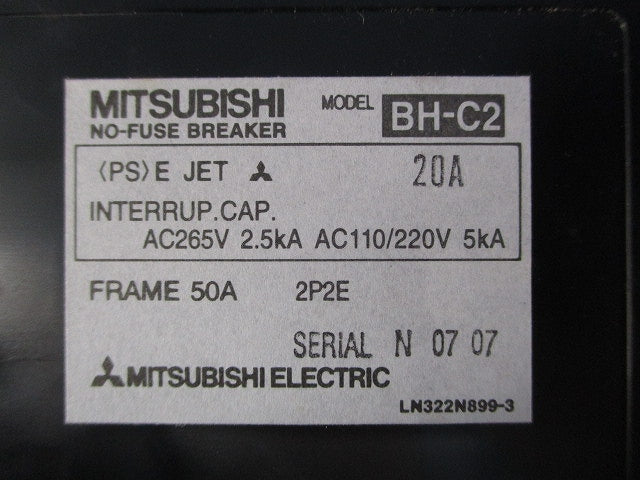 MITSUBISHI MODEL BH-C2
NO-FUSE BREAKER
〈PS〉E JET 20A
INTERRUP.CAP.
AC265V 2.5kA AC110/220V 5kA
FRAME 50A 2P2E
SERIAL N 07 07
MITSUBISHI ELECTRIC
LN322N899-3